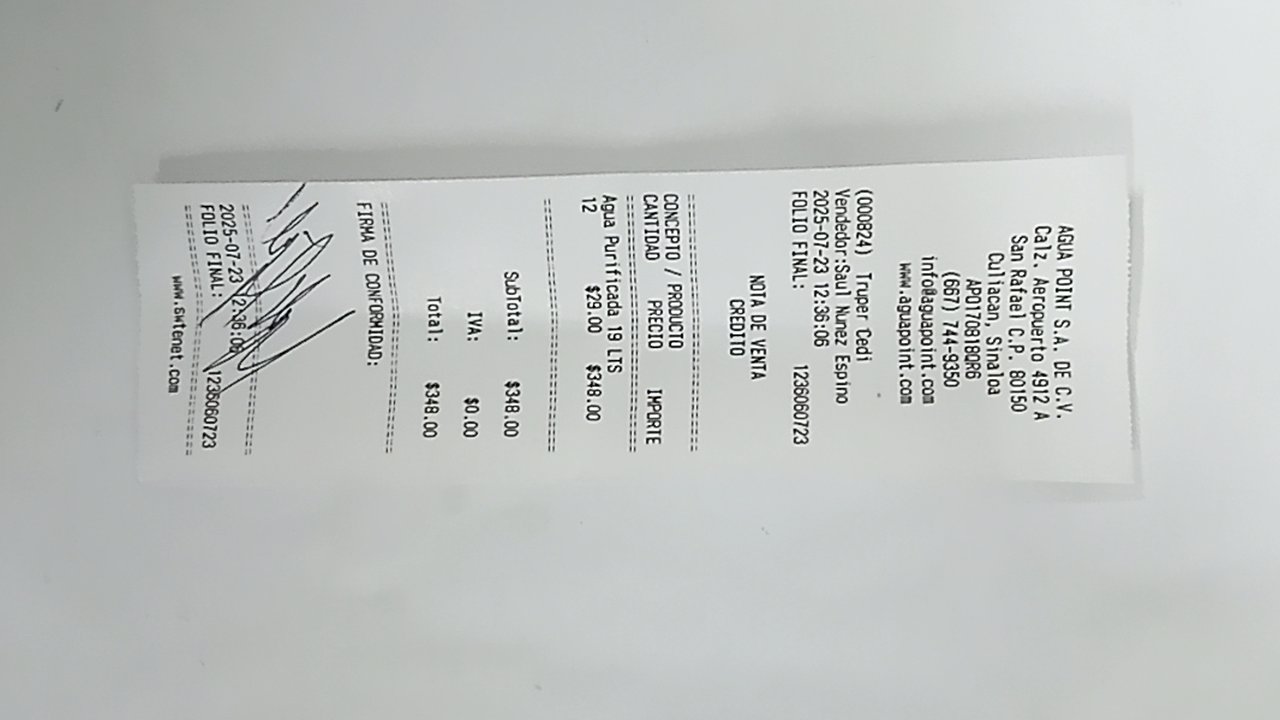 AGUA POINT S.A. DE C.V.
Calz. Aeropuerto 4912 A
San Rafael C.P. 80150
Culiacan, Sinaloa
APO170818QR6
(667) 744-9350
info@aguapoint.com
www.aguapoint.com
(000824) Truper Cedi
Vendedor:Saul Nunez Espino
2025-07-23 12:36:06
FOLIO FINAL: 1236060723
NOTA DE VENTA
CREDITO
==============================
CONCEPTO / PRODUCTO
CANTIDAD PRECIO IMPORTE
==============================
Agua Purificada 19 LTS
12 $29.00 $348.00
==============================
SubTotal: $348.00
IVA: $0.00
Total: $348.00
==============================
FIRMA DE CONFORMIDAD:
==============================
2025-07-23 12:36:06
FOLIO FINAL: 1236060723
==============================
www.swtenet.com